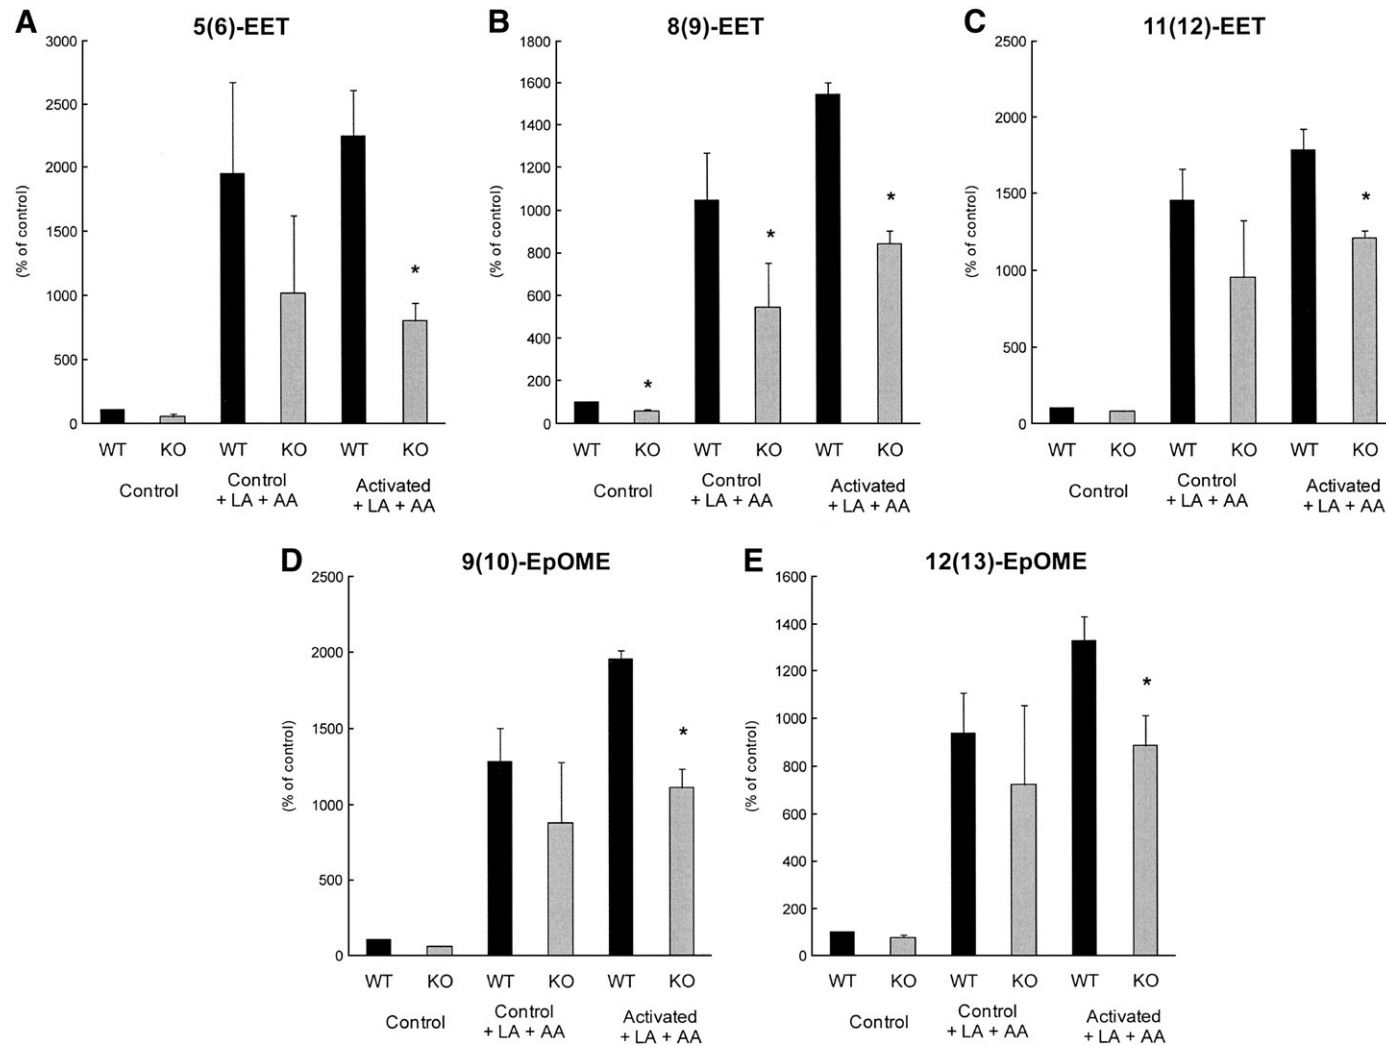 A
5(6)-EET
3000
2500
2000
1500
1000
500
0
(% of control)
*
WT KO WT KO WT KO
Control
Control
+ LA + AA
Activated
+ LA + AA
B
8(9)-EET
1800
1600
1400
1200
1000
800
600
400
200
0
(% of control)
* * *
WT KO WT KO WT KO
Control
Control
+ LA + AA
Activated
+ LA + AA
C
11(12)-EET
2500
2000
1500
1000
500
0
(% of control)
*
WT KO WT KO WT KO
Control
Control
+ LA + AA
Activated
+ LA + AA
D
9(10)-EpOME
2500
2000
1500
1000
500
0
(% of control)
*
WT KO WT KO WT KO
Control
Control
+ LA + AA
Activated
+ LA + AA
E
12(13)-EpOME
1600
1400
1200
1000
800
600
400
200
0
(% of control)
*
WT KO WT KO WT KO
Control
Control
+ LA + AA
Activated
+ LA + AA